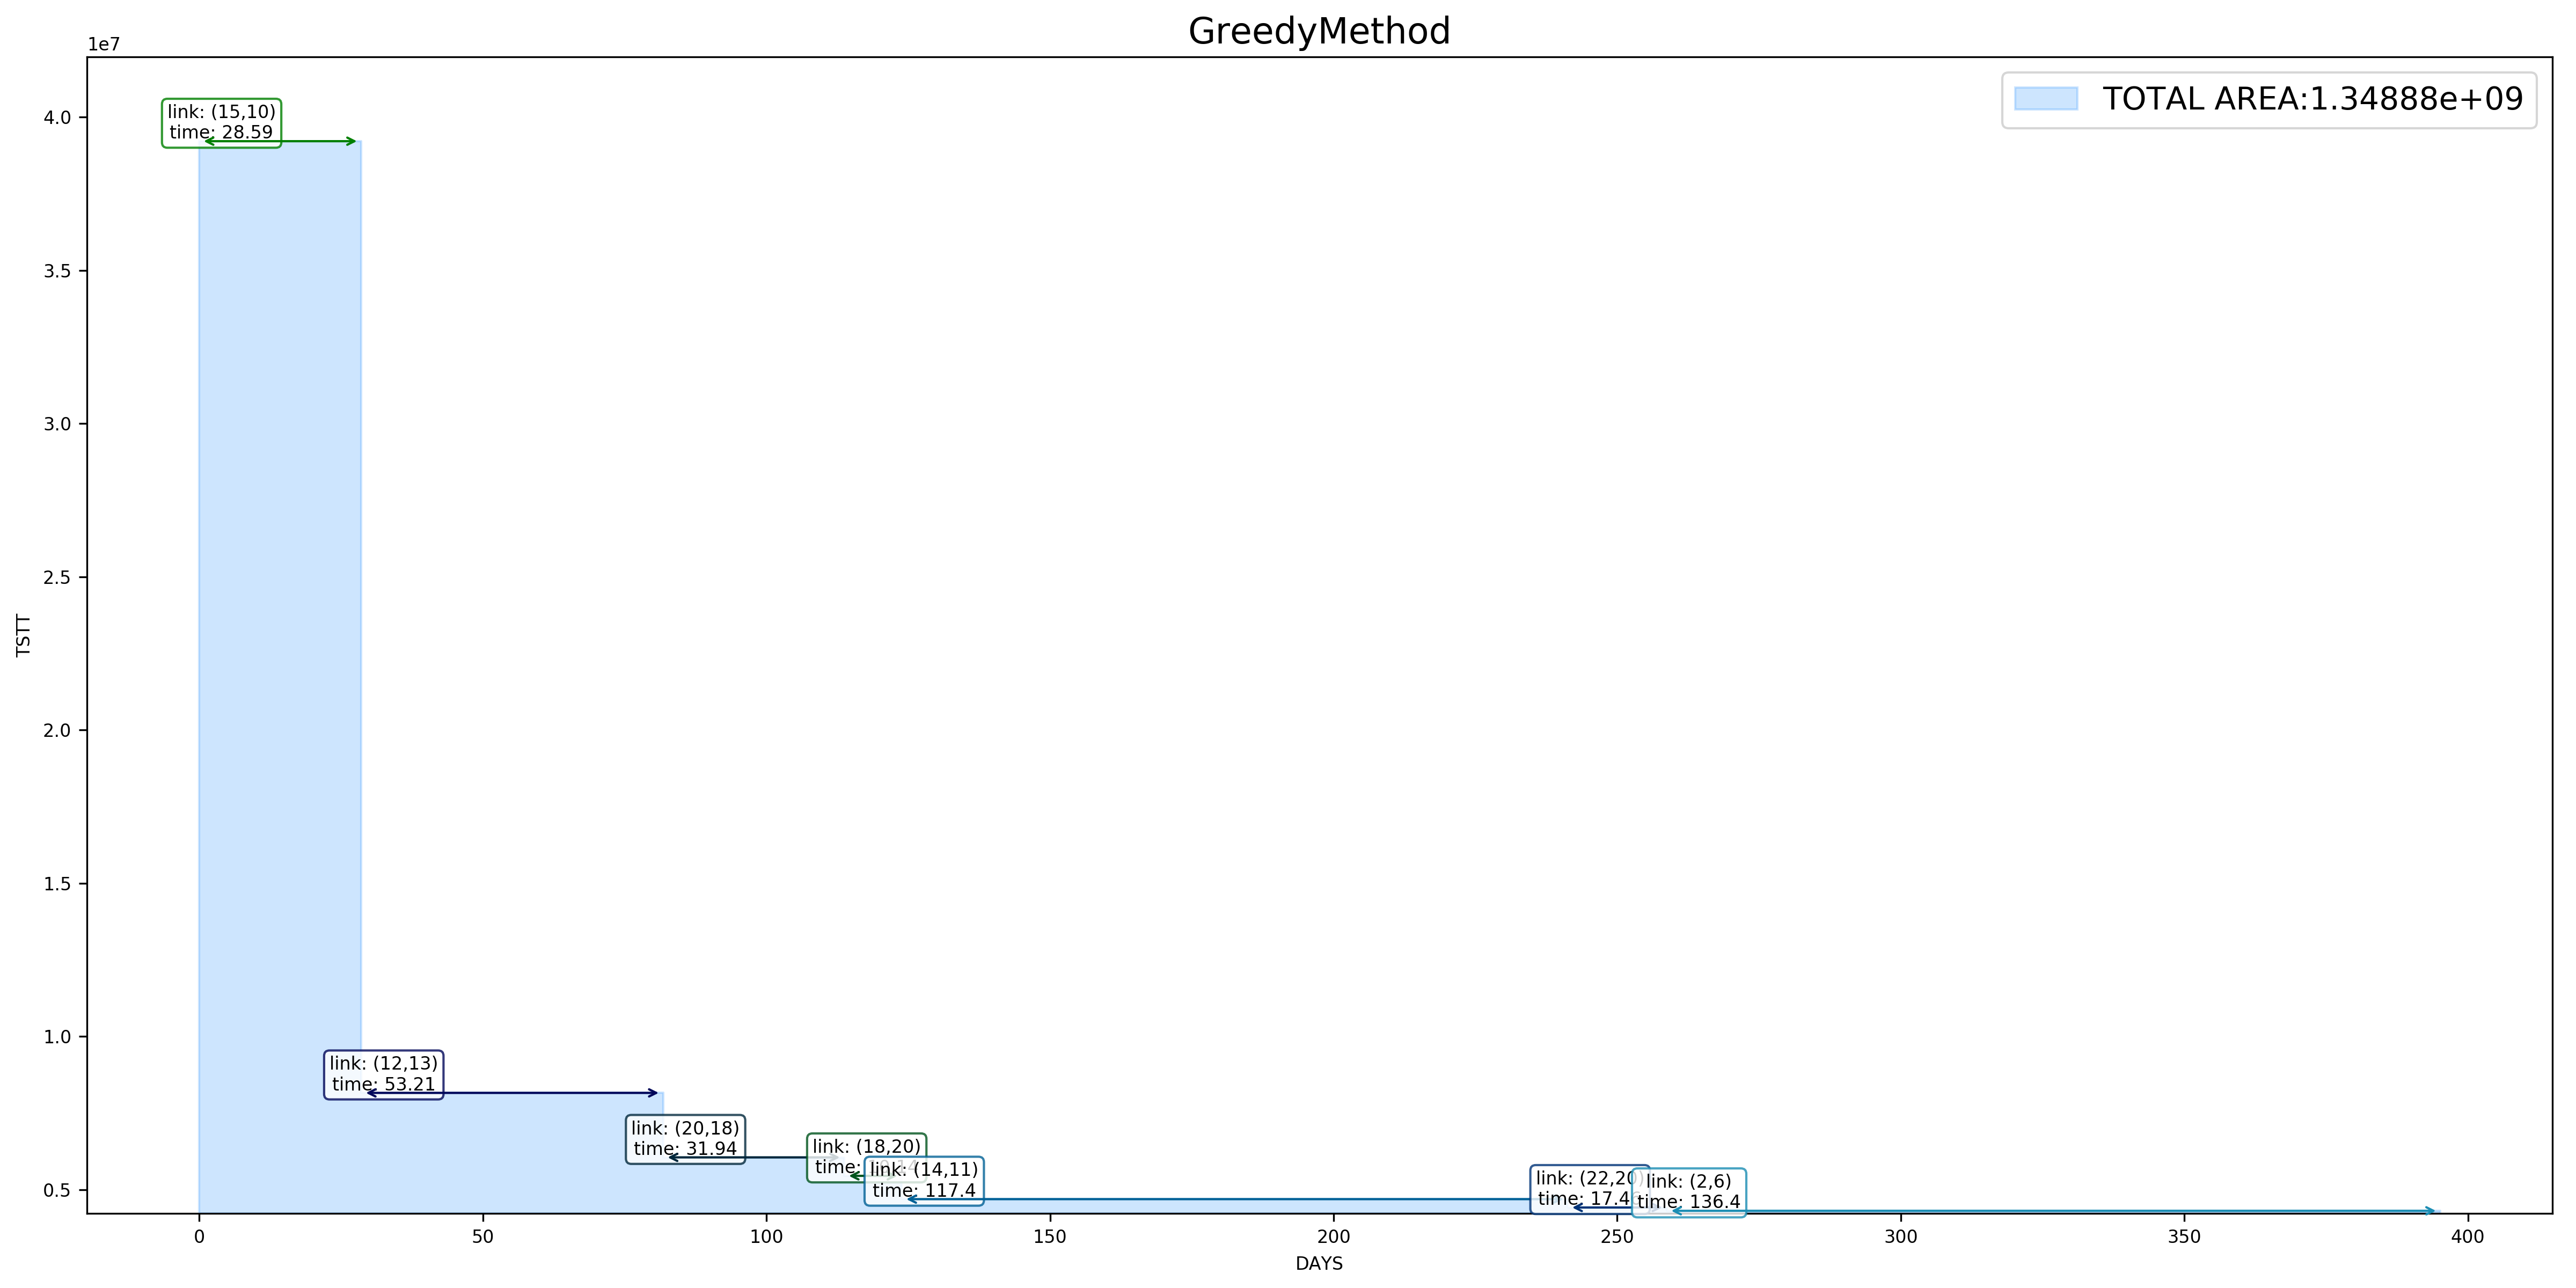 GreedyMethod
1e7
TOTAL AREA:1.34888e+09
4.0
3.5
3.0
2.5
2.0
1.5
1.0
0.5
TSTT
link: (15,10)
time: 28.59
link: (12,13)
time: 53.21
link: (20,18)
time: 31.94
link: (18,20)
time:
link: (14,11)
time: 117.4
link: (22,20)
time: 17.4
link: (2,6)
time: 136.4
0
50
100
150
200
250
300
350
400
DAYS